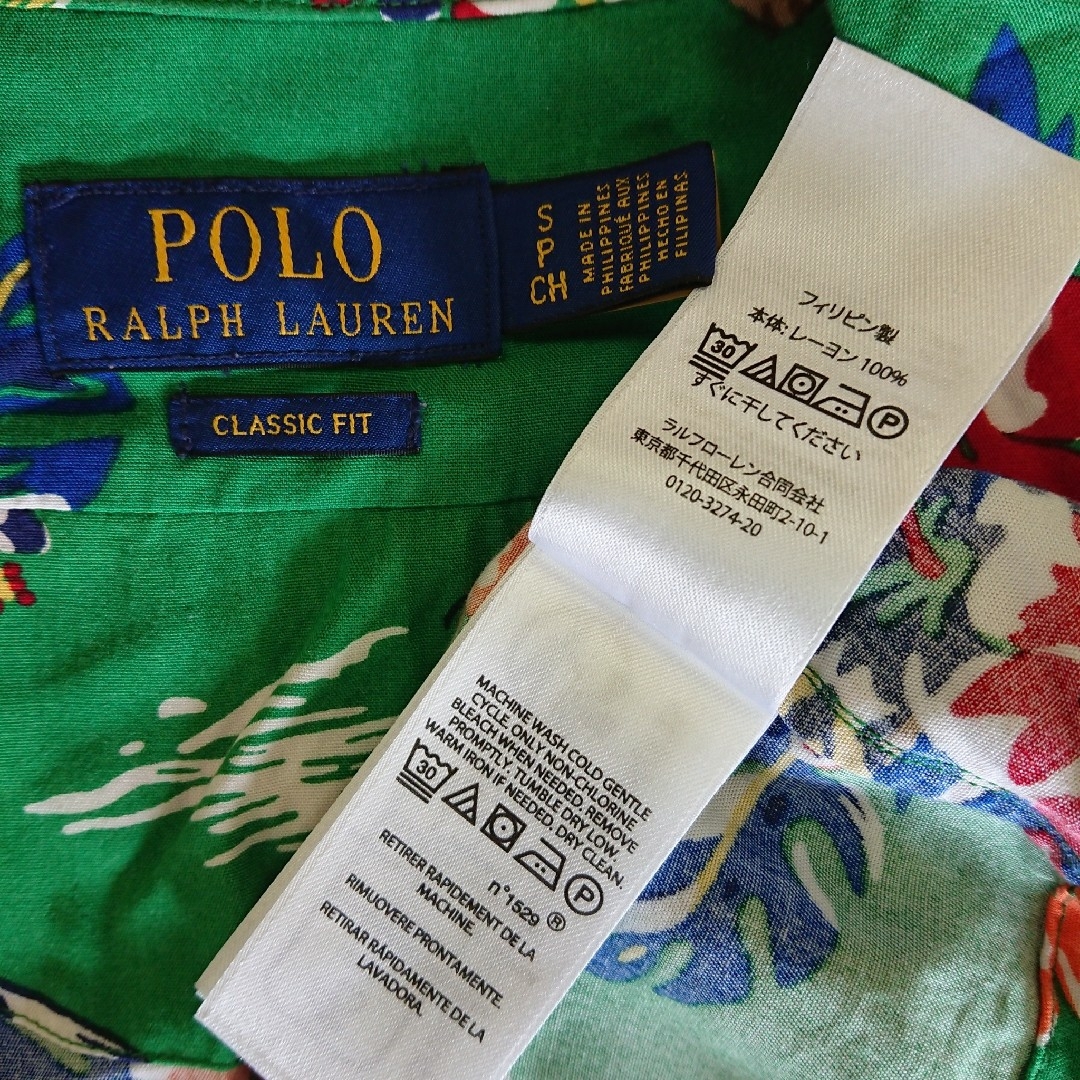 POLO
RALPH LAUREN
S
P
CH
MADE IN
PHILIPPINES
FABRIQUÉ AUX
PHILIPPINES
HECHO EN
FILIPINAS
CLASSIC FIT
フィリピン製
本体: レーヨン 100%
30 P
すぐに干してください
ラルフローレン合同会社
東京都千代田区永田町2-10-1
0120-3274-20
MACHINE WASH COLD GENTLE
CYCLE. ONLY NON-CHLORINE
BLEACH WHEN NEEDED. REMOVE
PROMPTLY. TUMBLE DRY LOW.
WARM IRON IF NEEDED. DRY CLEAN.
30 P
n°1529 ®
RETIRER RAPIDEMENT DE LA
MACHINE.
RIMUOVERE PRONTAMENTE.
RETIRAR RÁPIDAMENTE DE LA
LAVADORA.